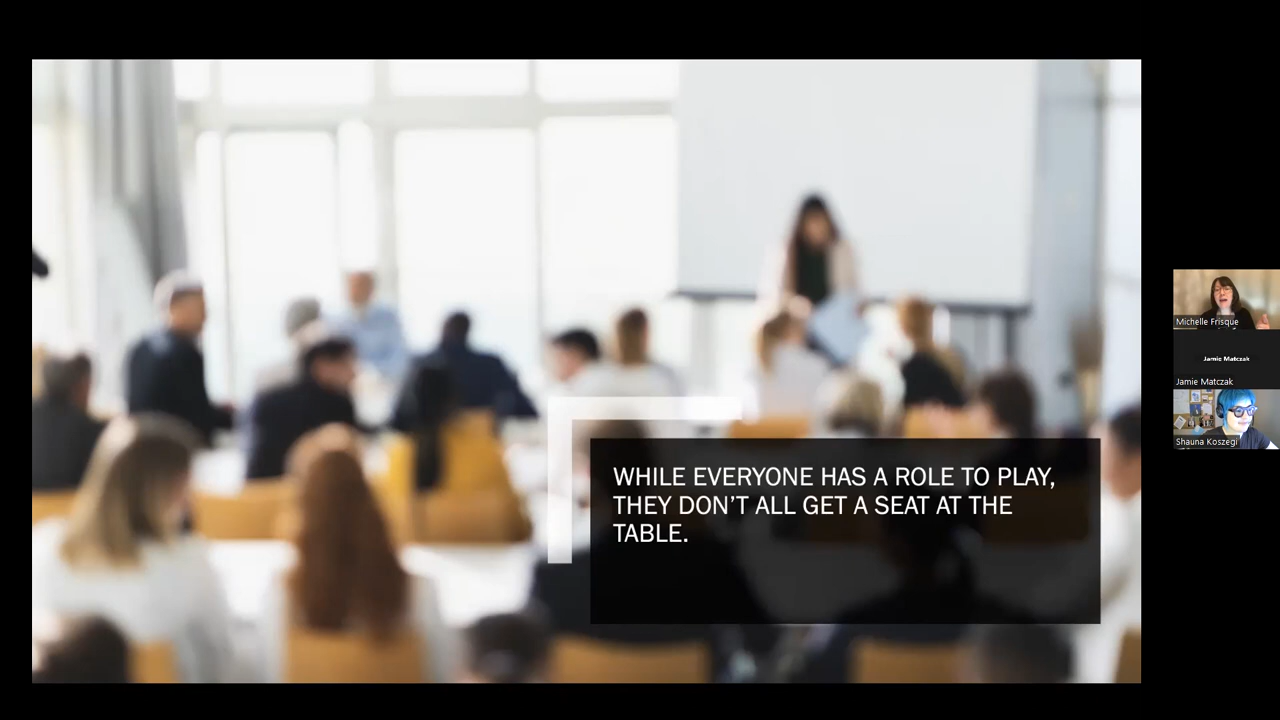 WHILE EVERYONE HAS A ROLE TO PLAY,
THEY DON’T ALL GET A SEAT AT THE
TABLE.
Michelle Frisque
Jamie Matczak
Jamie Matczak
Shauna Koszegi